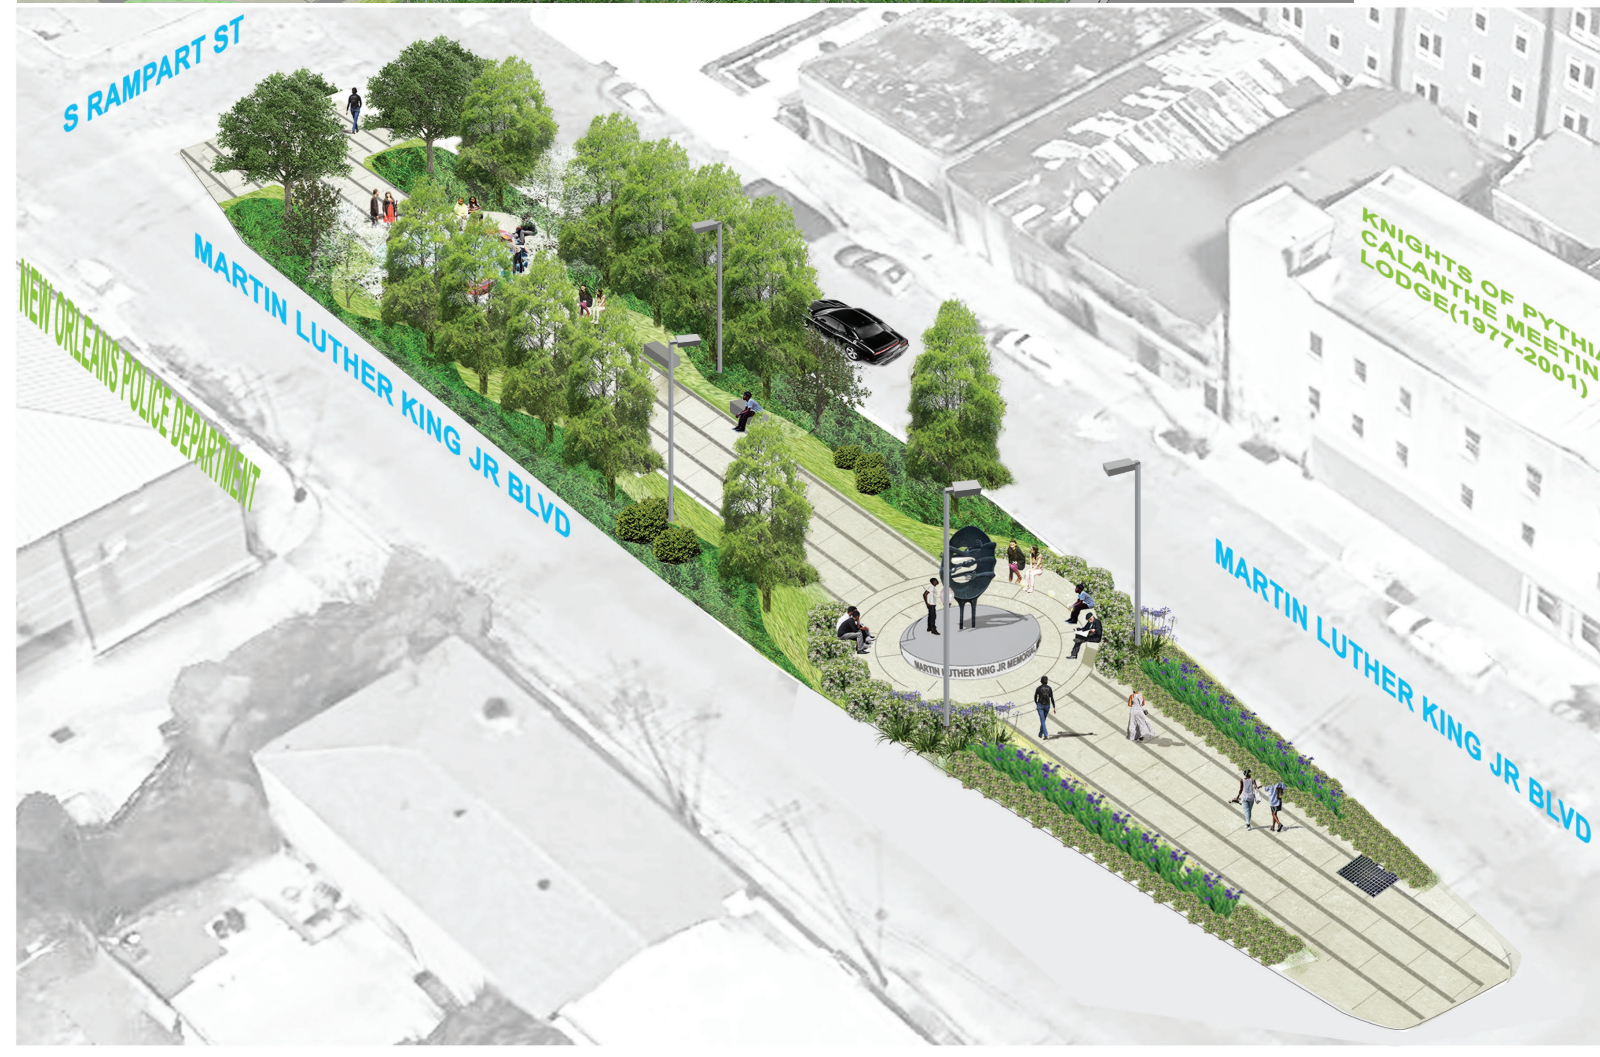 S RAMPART ST
MARTIN LUTHER KING JR BLVD
NEW ORLEANS POLICE DEPARTMENT
KNIGHTS OF PYTHIA
CALANTHE MEETIN
LODGE(1977-2001)
MARTIN LUTHER KING JR MEMORIAL
MARTIN LUTHER KING JR BLVD